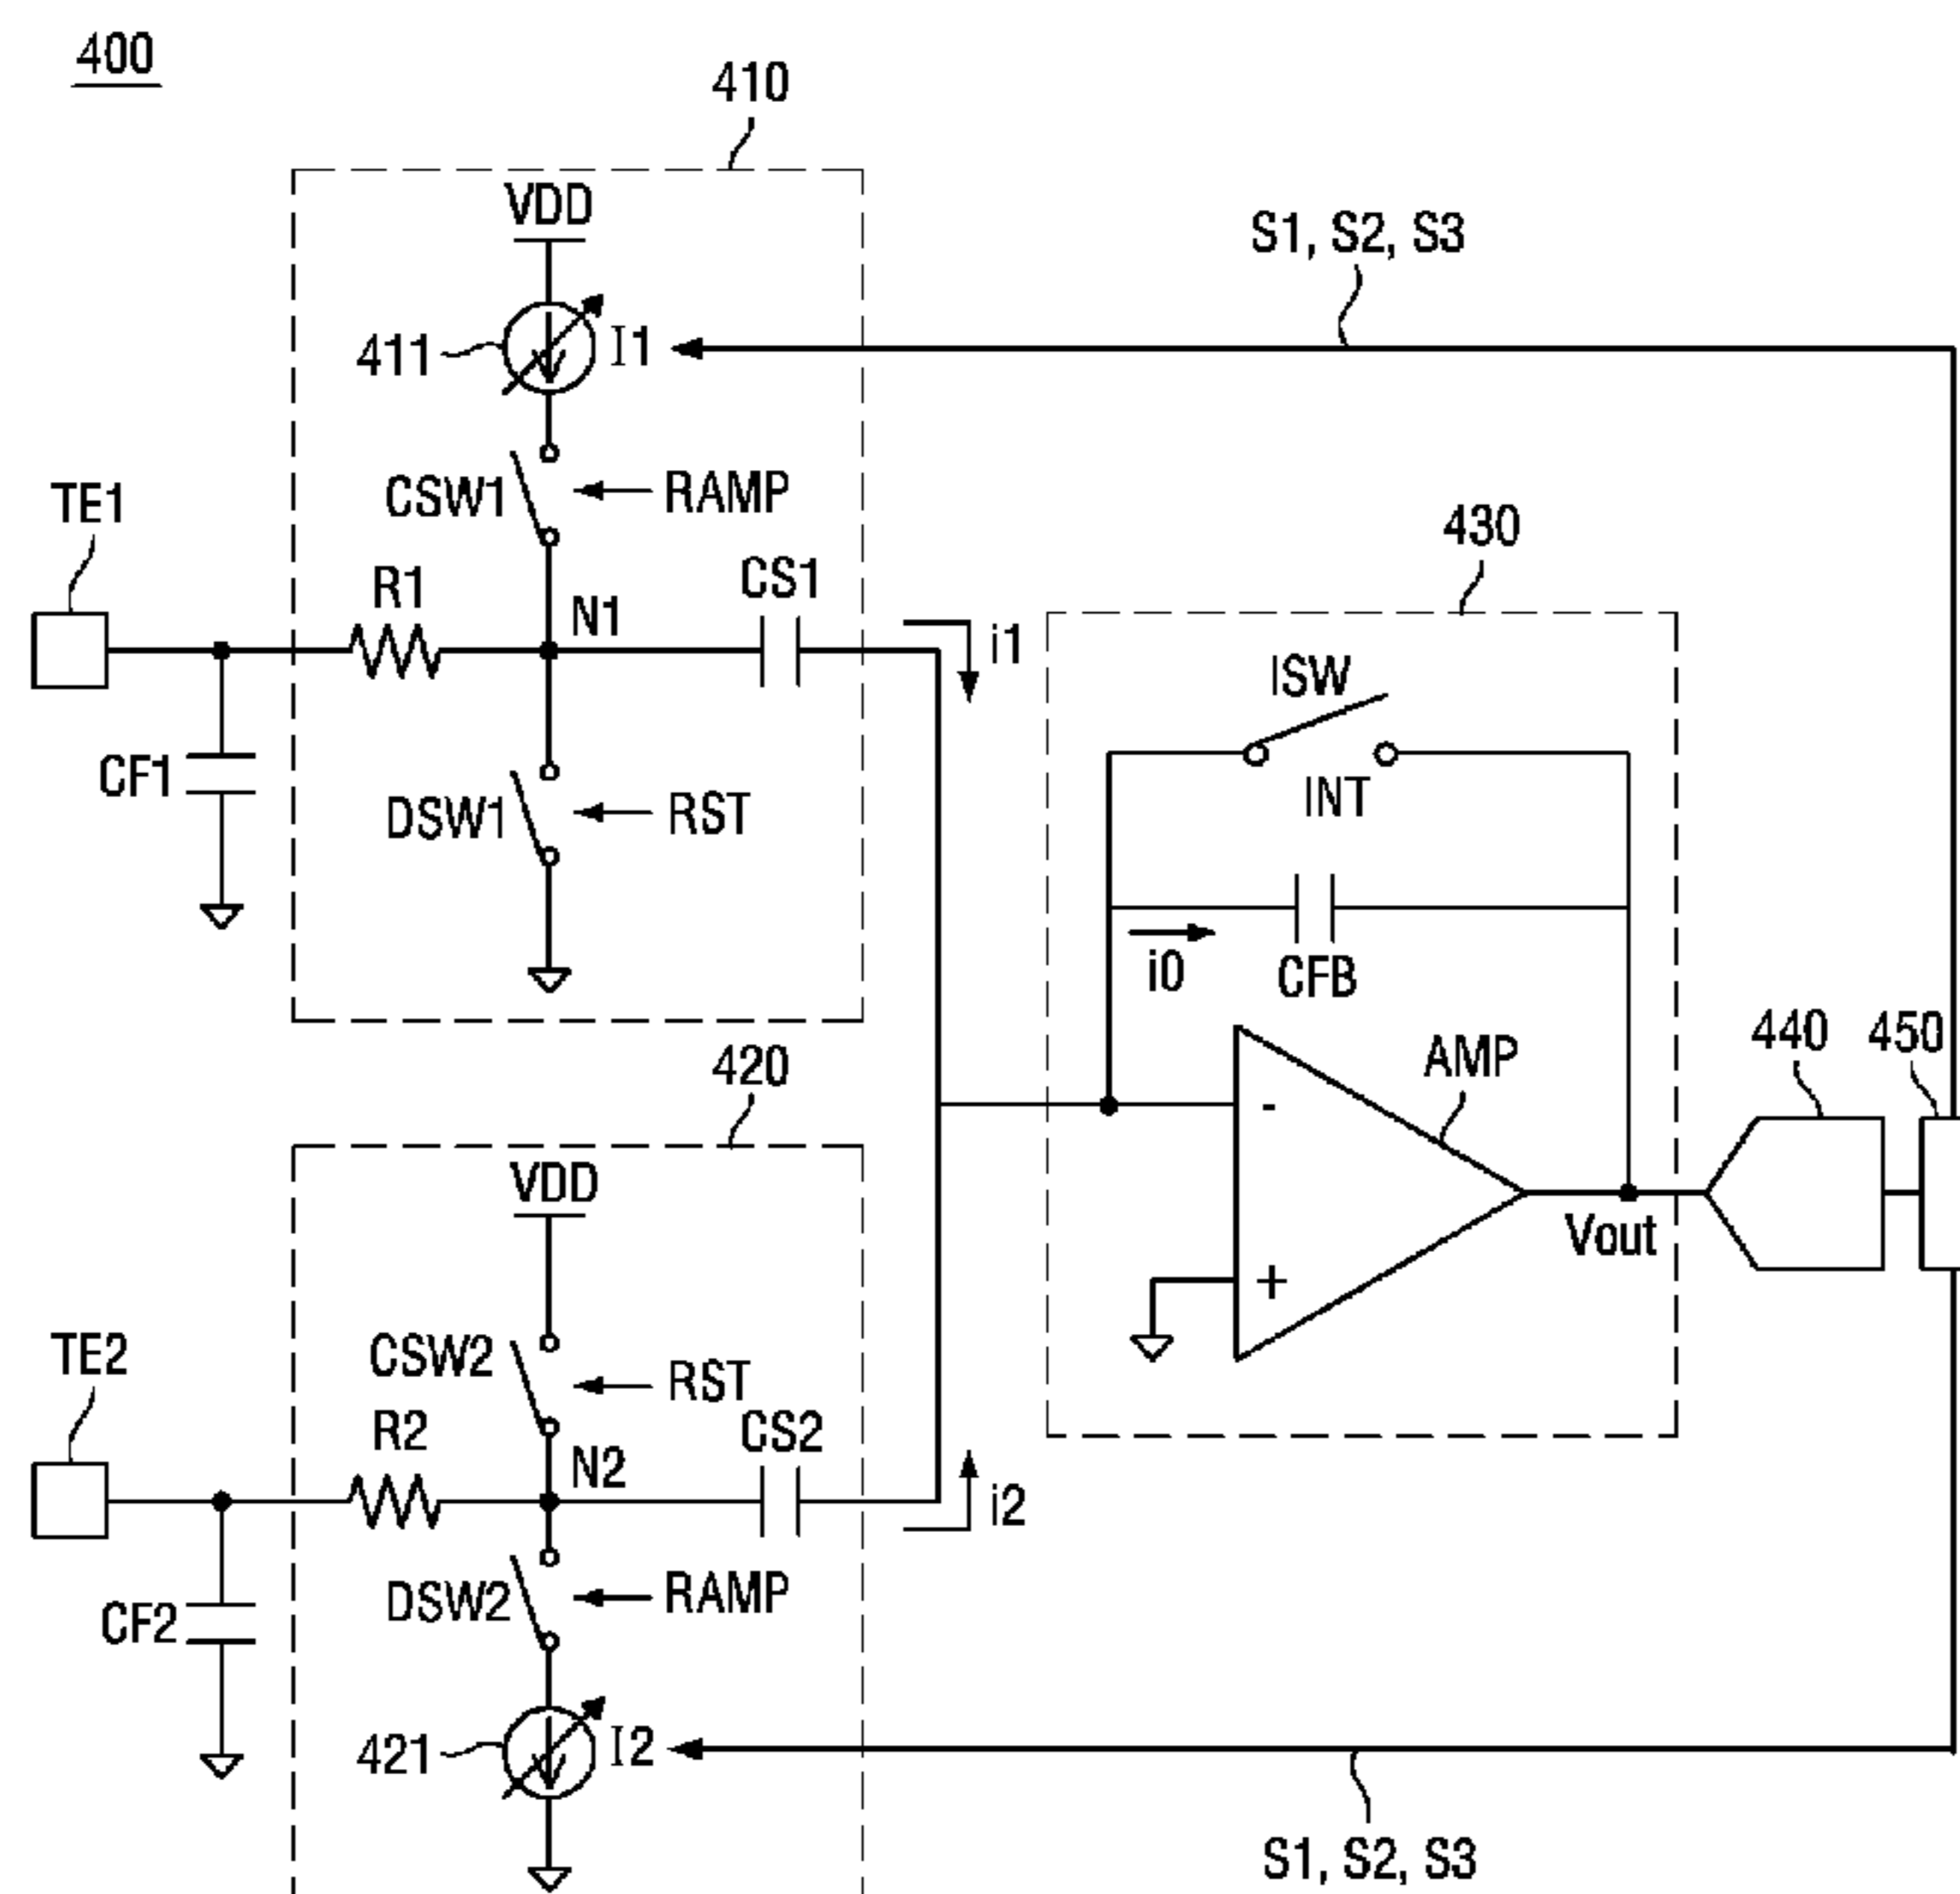 400
410
VDD
S1, S2, S3
411
I1
CSW1
RAMP
TE1
430
R1
N1
CS1
i1
ISW
CF1
INT
DSW1
RST
i0
CFB
420
440
450
AMP
VDD
-
Vout
TE2
CSW2
RST
+
R2
N2
CS2
i2
DSW2
RAMP
CF2
421
I2
S1, S2, S3